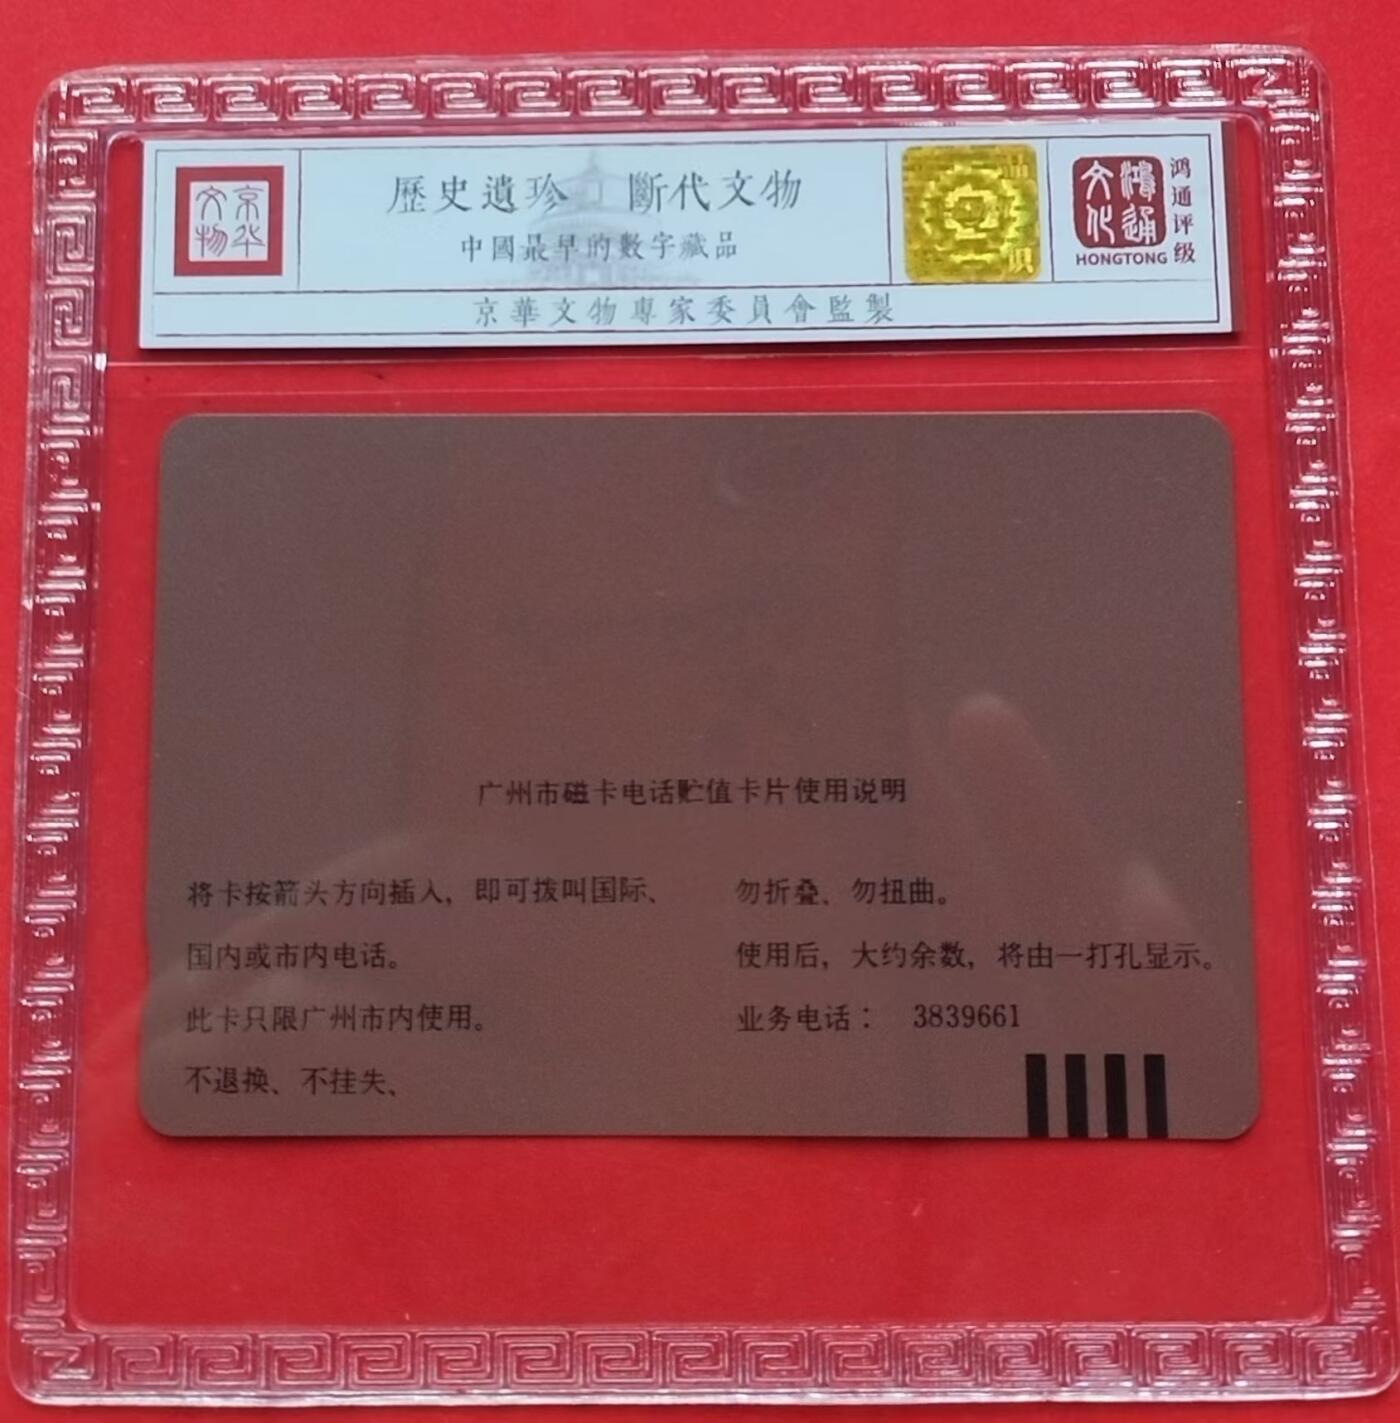 京华文物
歷史遺珍 斷代文物
中國最早的數字藏品
京華文物專家委員會監製
鸿通文化
HONGTONG
鸿通评级
广州市磁卡电话贮值卡片使用说明
将卡按箭头方向插入，即可拨叫国际、
国内或市内电话。
此卡只限广州市内使用。
不退换、不挂失、
勿折叠、勿扭曲。
使用后，大约余数，将由一打孔显示。
业务电话： 3839661